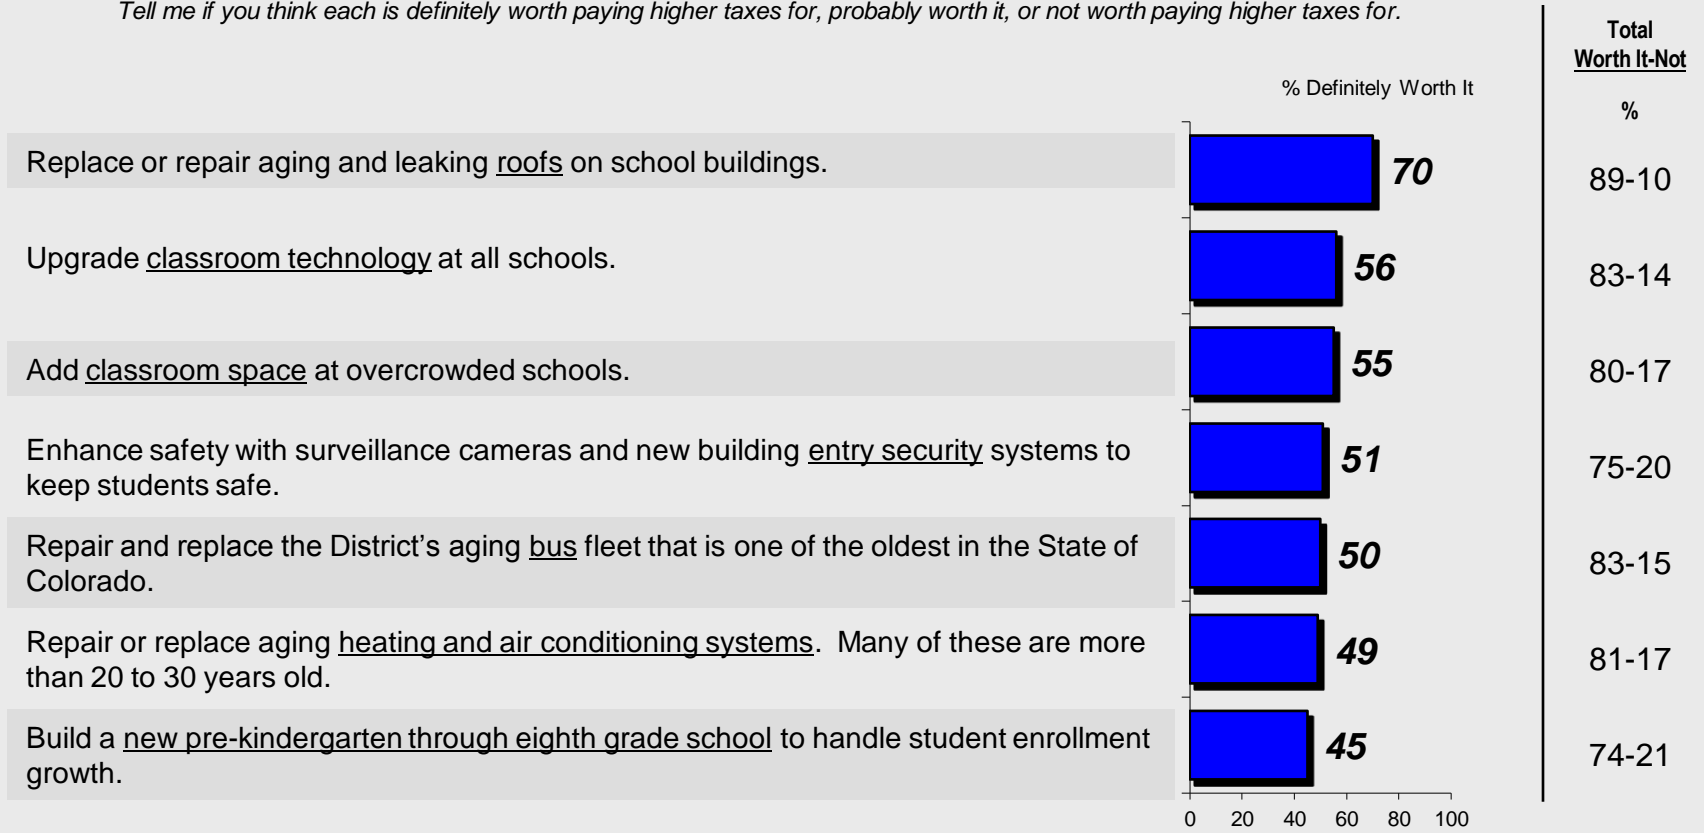 Tell me if you think each is definitely worth paying higher taxes for, probably worth it, or not worth paying higher taxes for.
Total
Worth It-Not
%
% Definitely Worth It
Replace or repair aging and leaking roofs on school buildings.
70
89-10
Upgrade classroom technology at all schools.
56
83-14
Add classroom space at overcrowded schools.
55
80-17
Enhance safety with surveillance cameras and new building entry security systems to
keep students safe.
51
75-20
Repair and replace the District’s aging bus fleet that is one of the oldest in the State of
Colorado.
50
83-15
Repair or replace aging heating and air conditioning systems.  Many of these are more
than 20 to 30 years old.
49
81-17
Build a new pre-kindergarten through eighth grade school to handle student enrollment
growth.
45
74-21
0 20 40 60 80 100